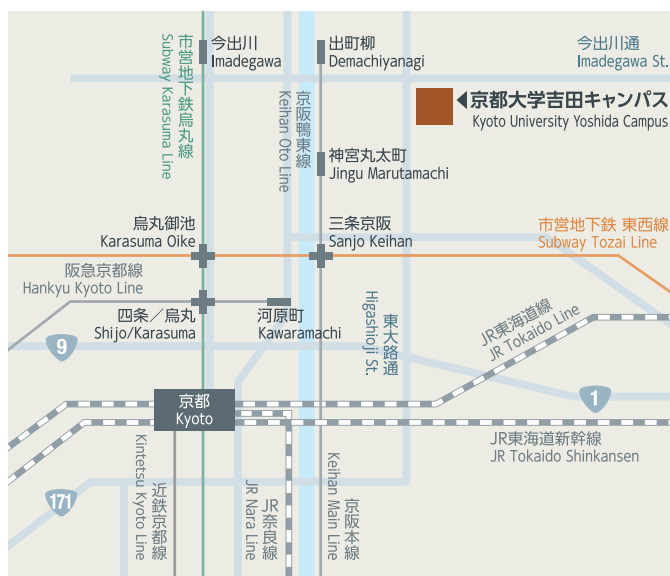 今出川
Imadegawa
出町柳
Demachiyanagi
今出川通
Imadegawa St.
市営地下鉄烏丸線
Subway Karasuma Line
京阪鴨東線
Keihan Oto Line
京都大学吉田キャンパス
Kyoto University Yoshida Campus
神宮丸太町
Jingu Marutamachi
烏丸御池
Karasuma Oike
三条京阪
Sanjo Keihan
市営地下鉄 東西線
Subway Tozai Line
阪急京都線
Hankyu Kyoto Line
四条／烏丸
Shijo/Karasuma
河原町
Kawaramachi
東大路通
Higashioji St.
JR東海道線
JR Tokaido Line
9
1
京都
Kyoto
JR東海道新幹線
JR Tokaido Shinkansen
171
近鉄京都線
Kintetsu Kyoto Line
JR奈良線
JR Nara Line
京阪本線
Keihan Main Line